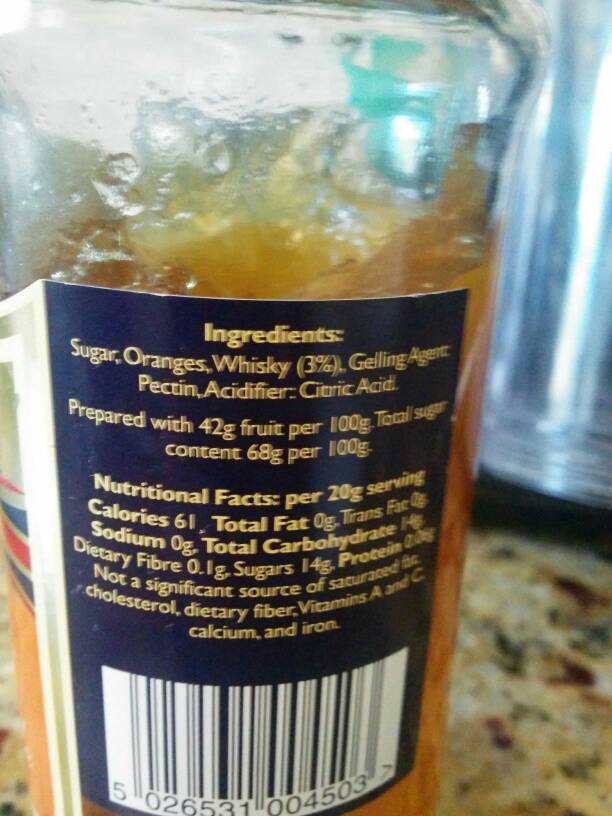 Ingredients:
Sugar, Oranges, Whisky (3%), Gelling Agent:
Pectin, Acidifier: Citric Acid.
Prepared with 42g fruit per 100g. Total sugar
content 68g per 100g.
Nutritional Facts: per 20g serving
Calories 61, Total Fat 0g, Trans Fat 0g,
Sodium 0g, Total Carbohydrate 14g,
Dietary Fibre 0.1g, Sugars 14g, Protein
Not a significant source of saturated fat,
cholesterol, dietary fiber, Vitamins A and C,
calcium, and iron.
5 026531 004503 >